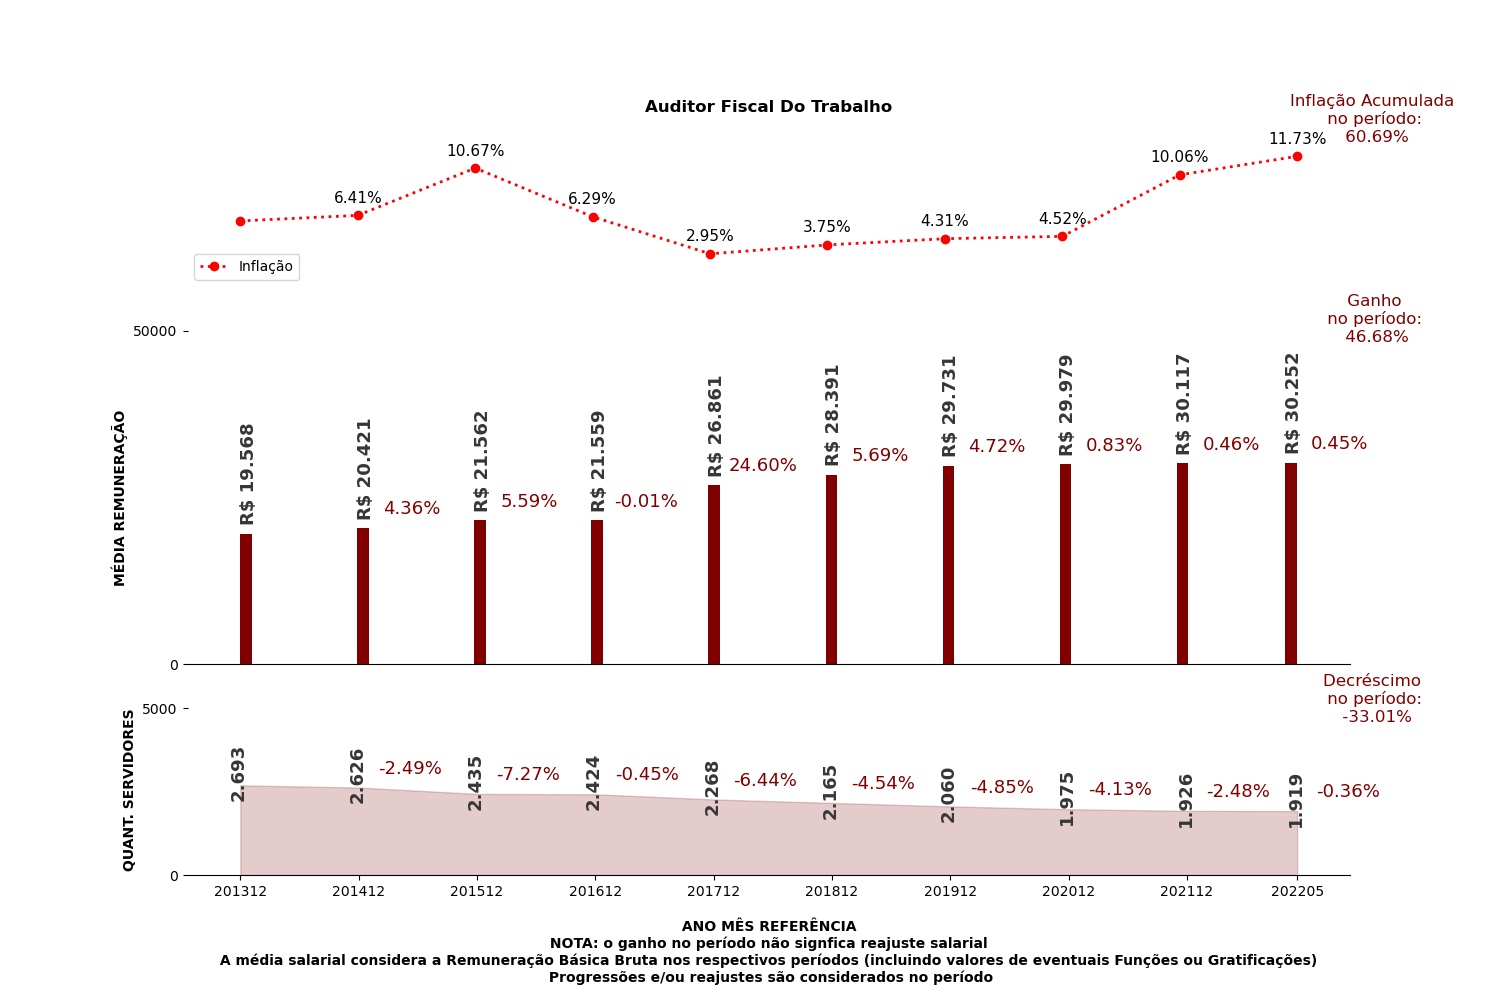 Auditor Fiscal Do Trabalho
Inflação Acumulada
no período:
60.69%
6.41%
10.67%
6.29%
2.95%
3.75%
4.31%
4.52%
10.06%
11.73%
Inflação
Ganho
no período:
46.68%
50000
0
MÉDIA REMUNERAÇÃO
R$ 19.568
R$ 20.421
4.36%
R$ 21.562
5.59%
R$ 21.559
-0.01%
R$ 26.861
24.60%
R$ 28.391
5.69%
R$ 29.731
4.72%
R$ 29.979
0.83%
R$ 30.117
0.46%
R$ 30.252
0.45%
Decréscimo
no período:
-33.01%
5000
0
QUANT. SERVIDORES
2.693
2.626
-2.49%
2.435
-7.27%
2.424
-0.45%
2.268
-6.44%
2.165
-4.54%
2.060
-4.85%
1.975
-4.13%
1.926
-2.48%
1.919
-0.36%
201312
201412
201512
201612
201712
201812
201912
202012
202112
202205
ANO MÊS REFERÊNCIA
NOTA: o ganho no período não signfica reajuste salarial
A média salarial considera a Remuneração Básica Bruta nos respectivos períodos (incluindo valores de eventuais Funções ou Gratificações)
Progressões e/ou reajustes são considerados no período